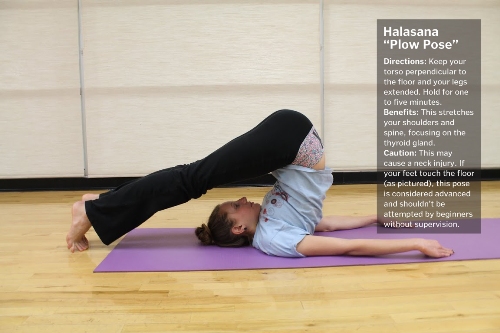 Halasana
“Plow Pose”
Directions: Keep your
torso perpendicular to
the floor and your legs
extended. Hold for one
to five minutes.
Benefits: This stretches
your shoulders and
spine, focusing on the
thyroid gland.
Caution: This may
cause a neck injury. If
your feet touch the floor
(as pictured), this pose
is considered advanced
and shouldn’t be
attempted by beginners
without supervision.